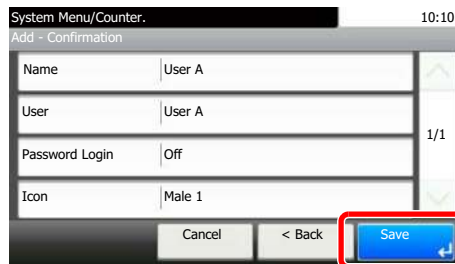 System Menu/Counter. 10:10
Add - Confirmation
Name User A
User User A
1/1
Password Login Off
Icon Male 1
Cancel < Back Save